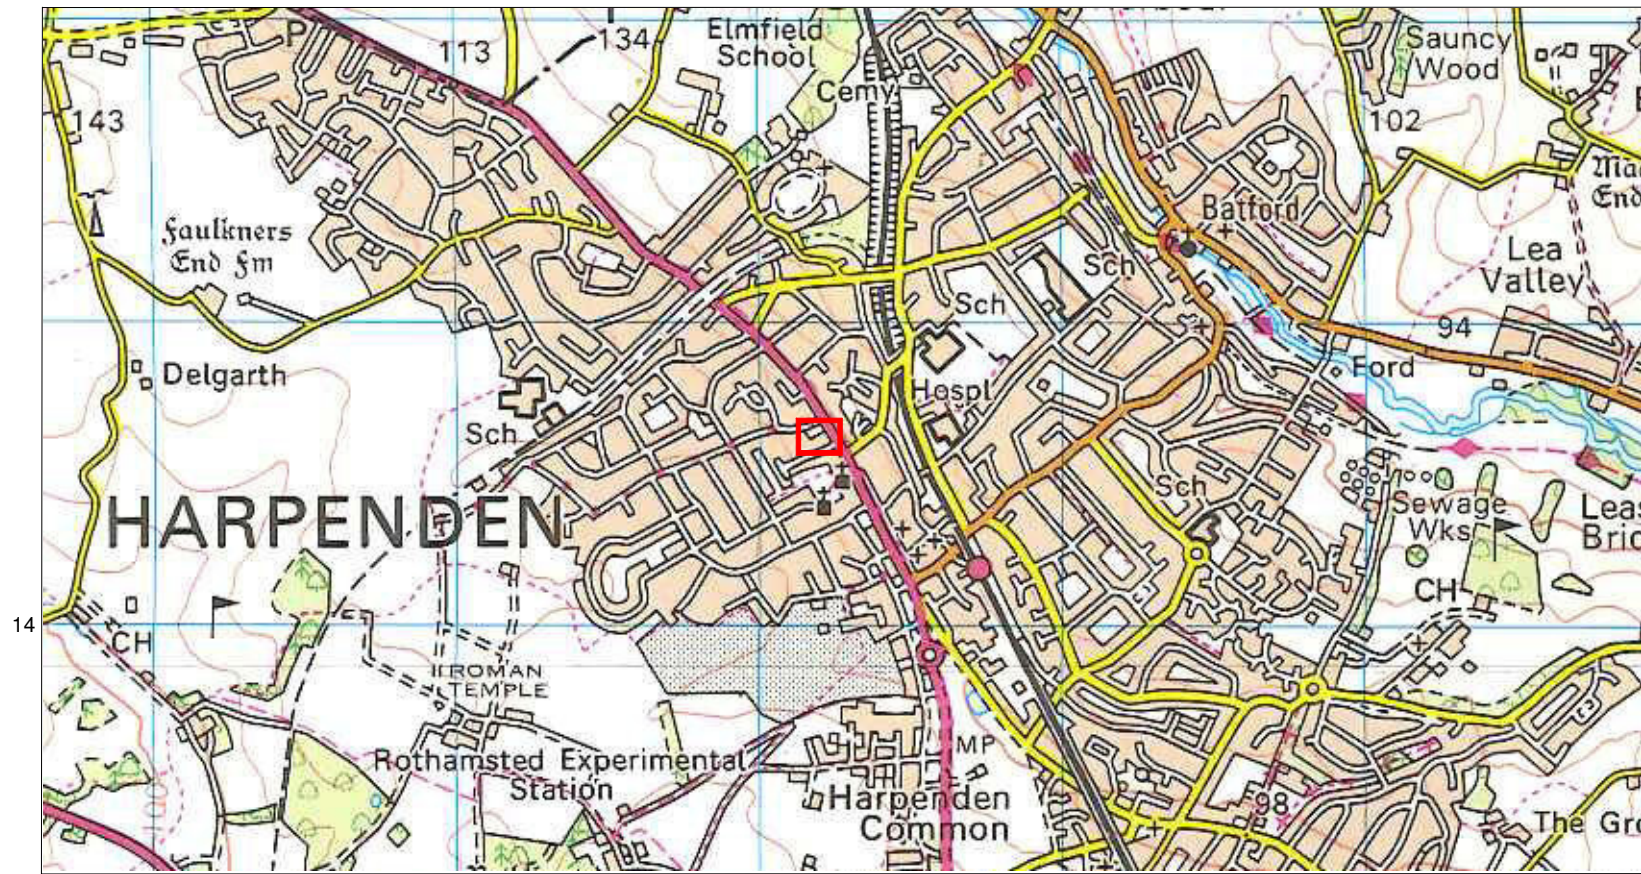 P
113
134
Elmfield
School
Cemy
Sauncy
Wood
143
102
Faulkners
End Fm
Batford
End
Lea
Valley
Sch
Sch
94
Delgarth
Ford
Hospl
Sch
HARPENDEN
Sch
Sewage
Wks
14
CH
CH
ROMAN
TEMPLE
MP
Rothamsted Experimental
Station
Harpenden
Common
98
The